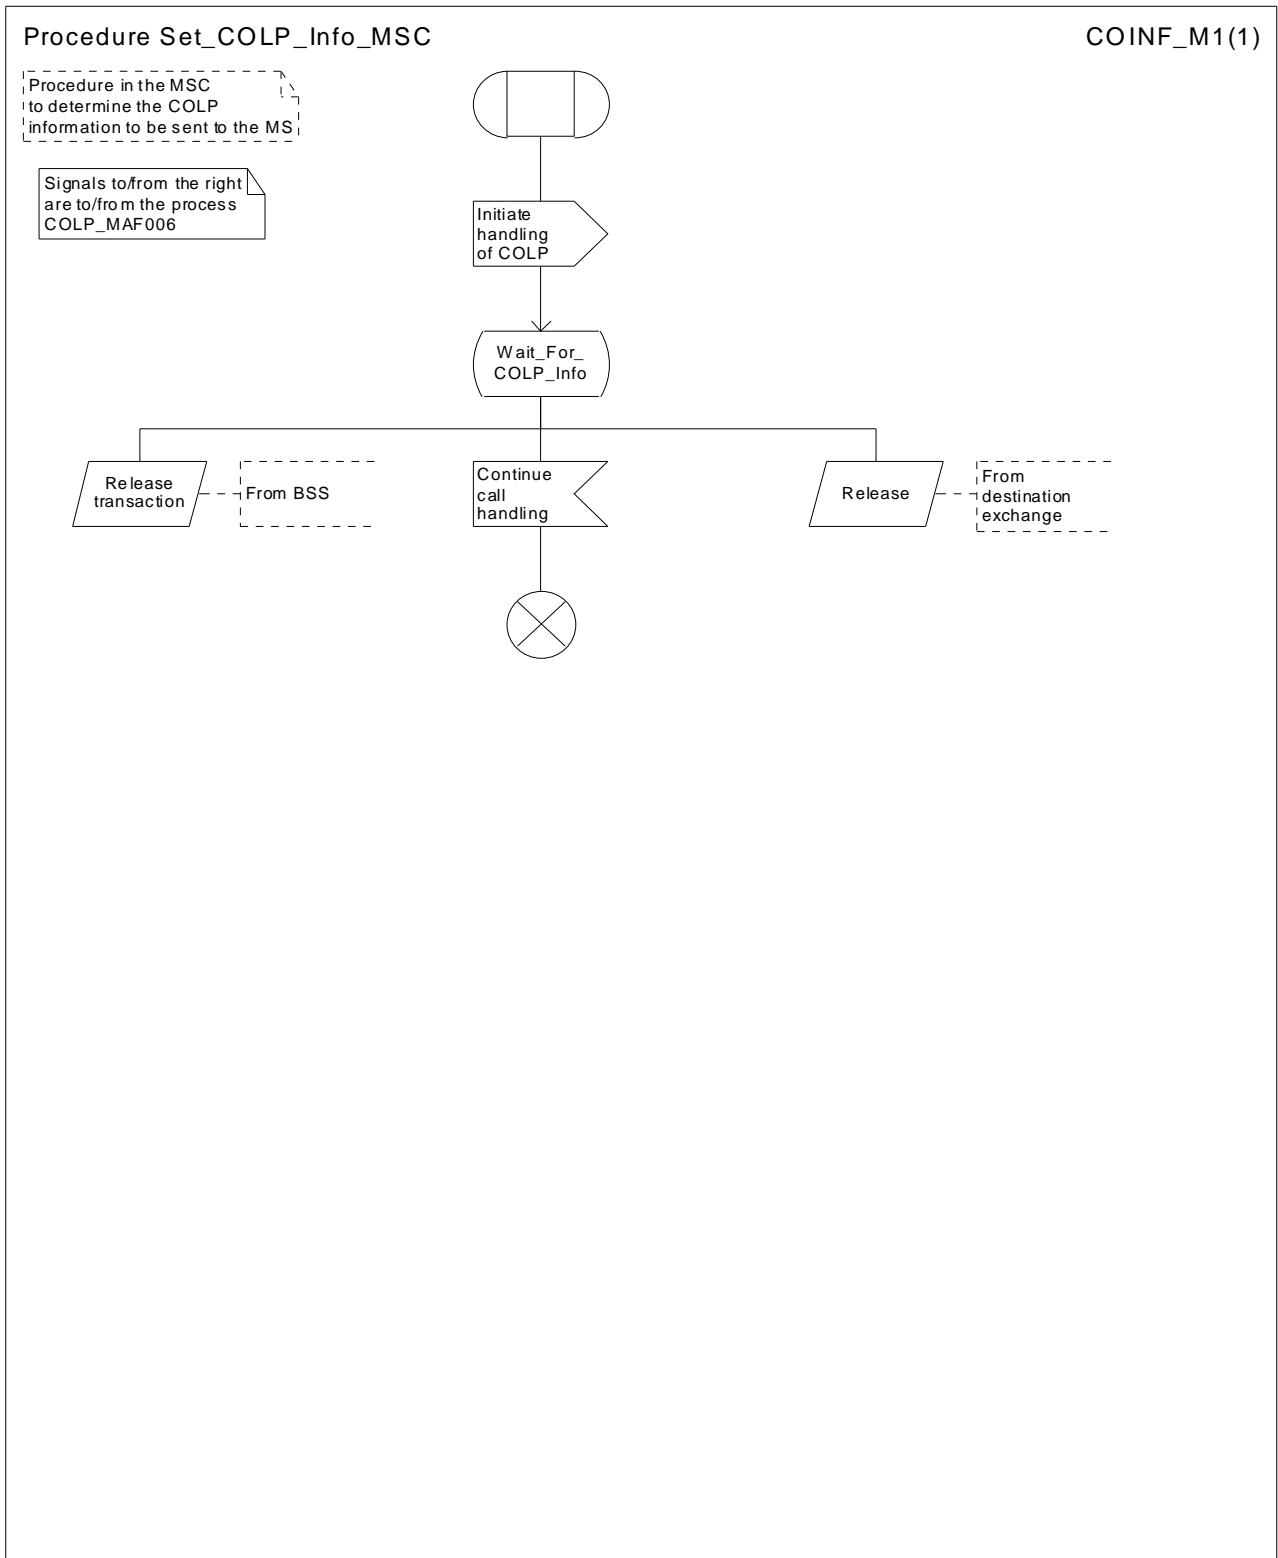 Procedure Set_COLP_Info_MSC
COINF_M1(1)
Procedure in the MSC
to determine the COLP
information to be sent to the MS
Signals to/from the right
are to/from the process
COLP_MAF006
Initiate
handling
of COLP
Wait_For_
COLP_Info
Release
transaction
From BSS
Continue
call
handling
Release
From
destination
exchange